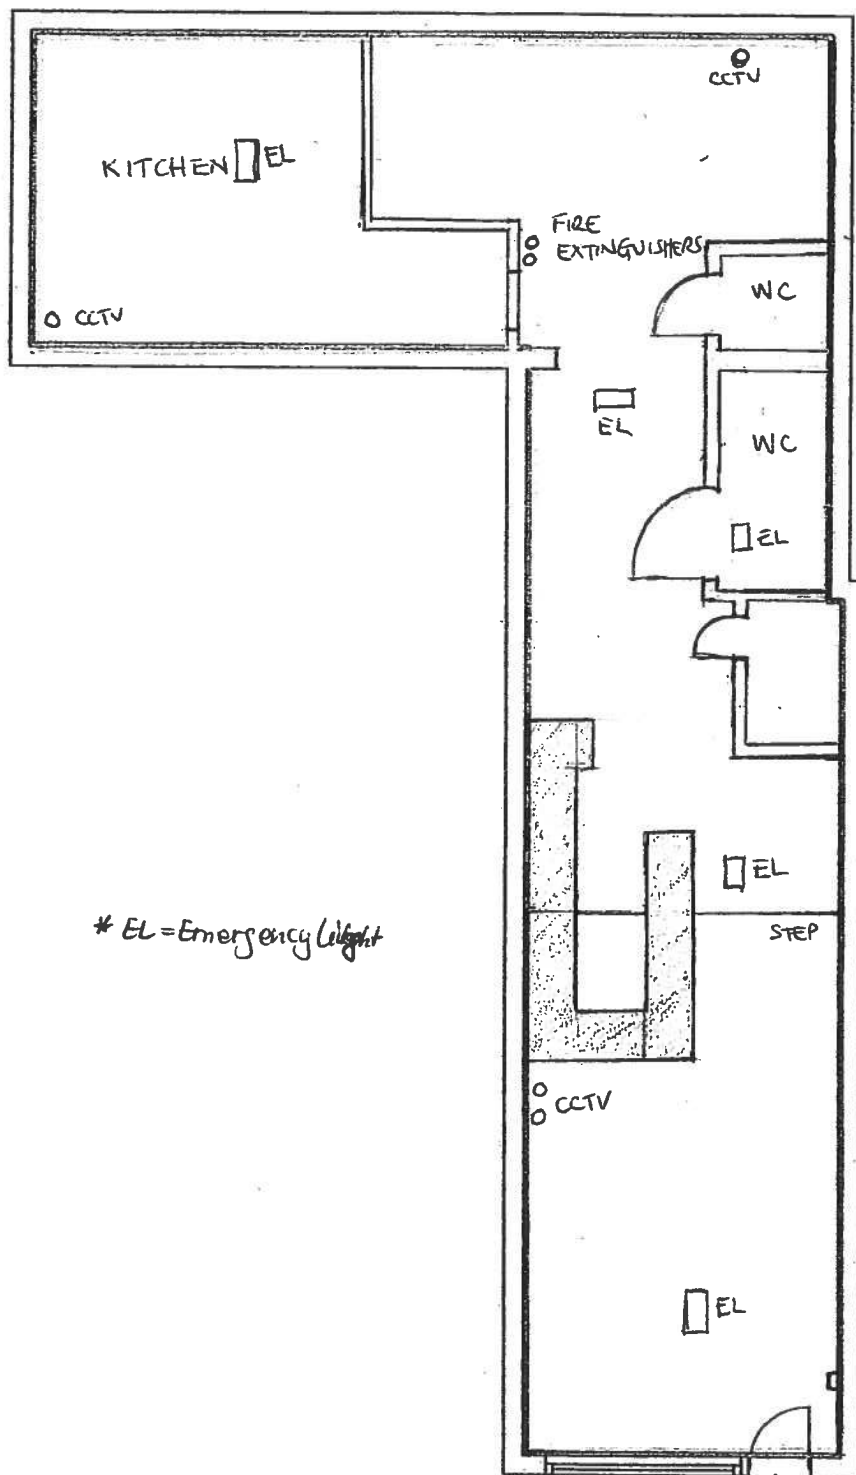 CCTV
KITCHEN EL
FIRE
EXTINGUISHERS
WC
CCTV
EL
WC
EL
EL
STEP
* EL = Emergency Light
CCTV
EL